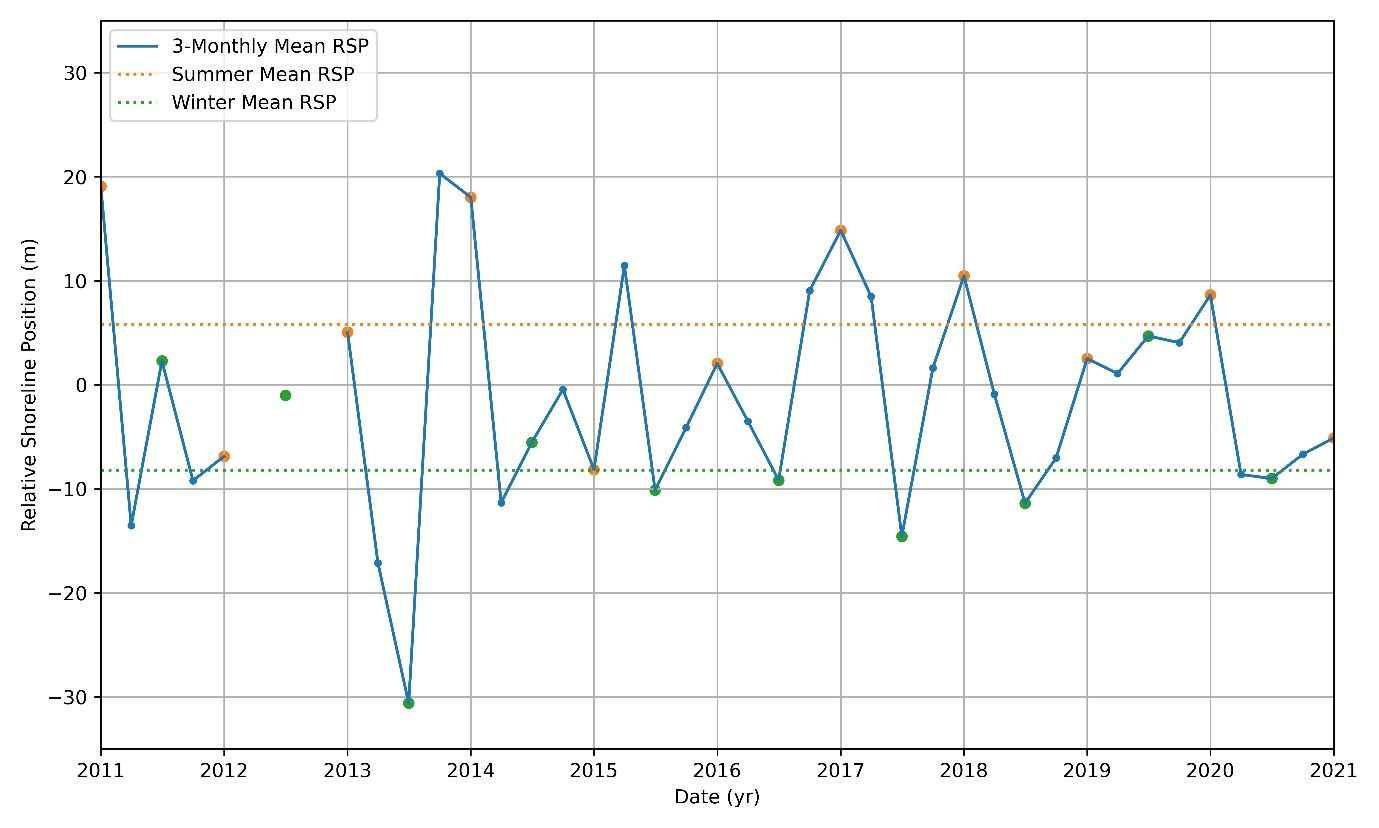 3-Monthly Mean RSP
Summer Mean RSP
Winter Mean RSP
Relative Shoreline Position (m)
30
20
10
0
−10
−20
−30
2011 2012 2013 2014 2015 2016 2017 2018 2019 2020 2021
Date (yr)